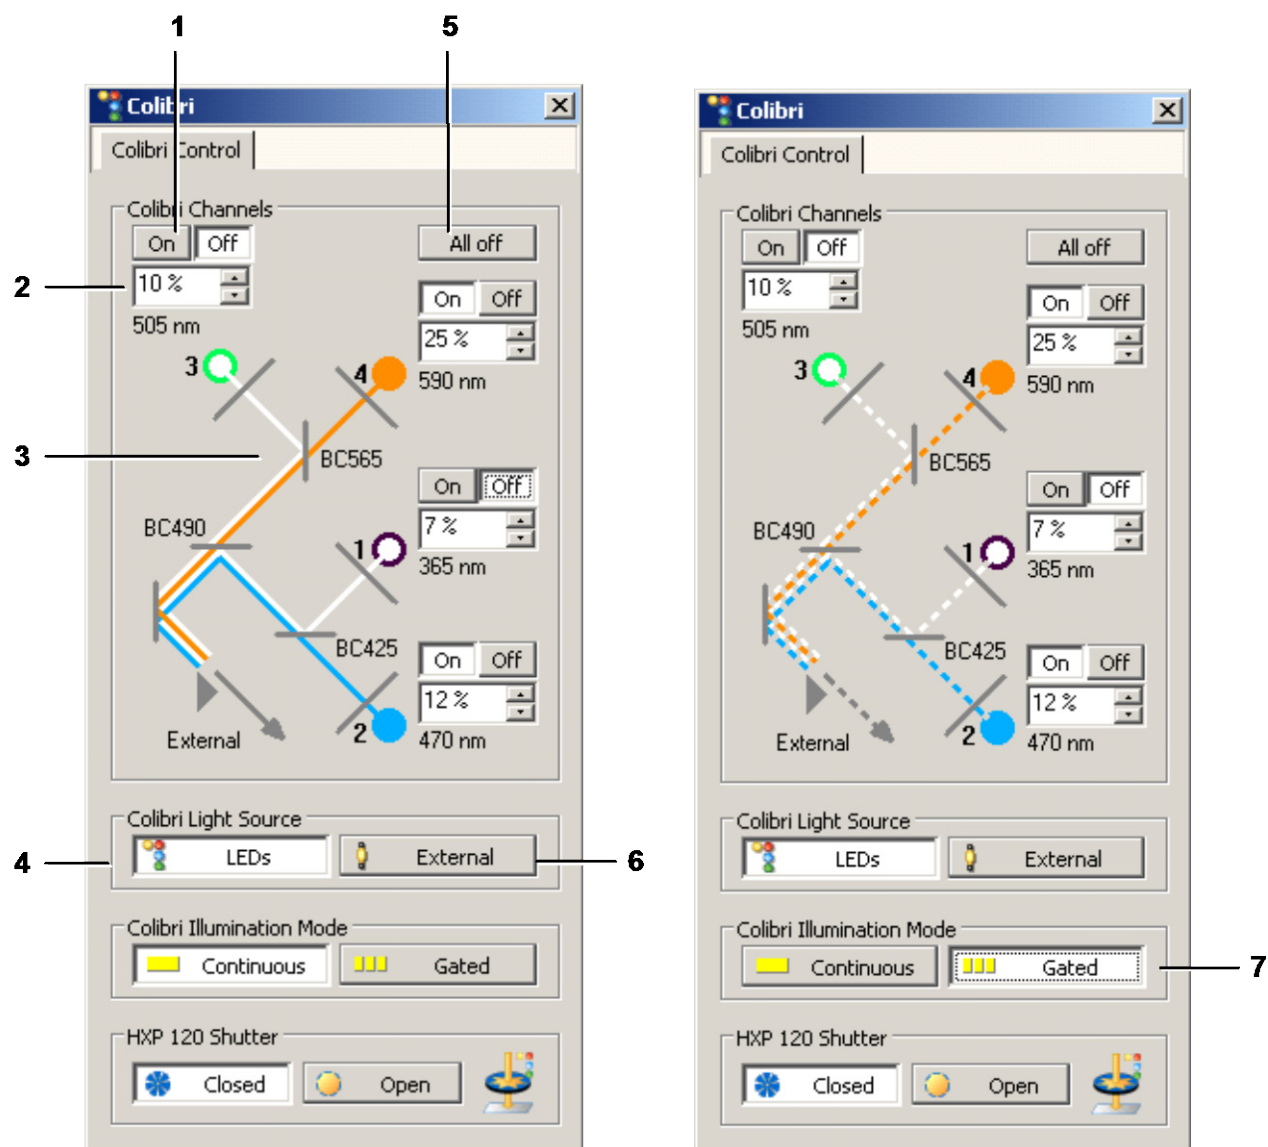 1
5
Colibri
Colibri Control
Colibri Channels
On Off
All off
2
10 %
On Off
505 nm
25 %
3
4
590 nm
3
BC565
On Off
7 %
BC490
1
365 nm
BC425
On Off
12 %
External
2
470 nm
Colibri Light Source
4
LEDs
External
6
Colibri Illumination Mode
Continuous
Gated
HXP 120 Shutter
Closed
Open
Colibri
Colibri Control
Colibri Channels
On Off
All off
10 %
On Off
505 nm
25 %
3
4
590 nm
BC565
On Off
7 %
BC490
1
365 nm
BC425
On Off
12 %
External
2
470 nm
Colibri Light Source
LEDs
External
Colibri Illumination Mode
Continuous
Gated
7
HXP 120 Shutter
Closed
Open